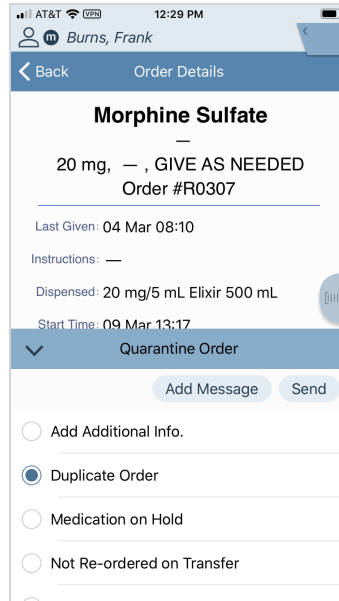 AT&T VPN 12:29 PM
m Burns, Frank
Back Order Details
Morphine Sulfate
—
20 mg, — , GIVE AS NEEDED
Order #R0307
Last Given: 04 Mar 08:10
Instructions: —
Dispensed: 20 mg/5 mL Elixir 500 mL
Start Time: 09 Mar 13:17
Quarantine Order
Add Message Send
Add Additional Info.
Duplicate Order
Medication on Hold
Not Re-ordered on Transfer